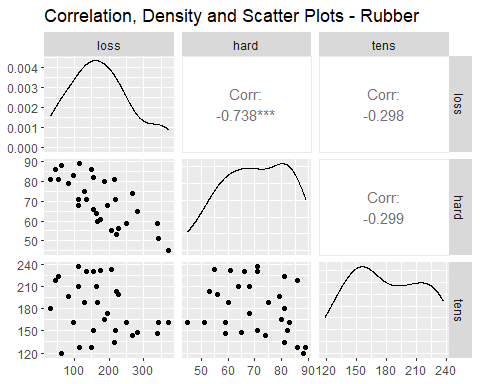 Correlation, Density and Scatter Plots - Rubber
loss hard tens
0.004
0.003
0.002
0.001
0.000
Corr:
-0.738***
Corr:
-0.298
loss
90
80
70
60
50
Corr:
-0.299
hard
240
210
180
150
120
tens
100 200 300 50 60 70 80 90 120 150 180 210 240